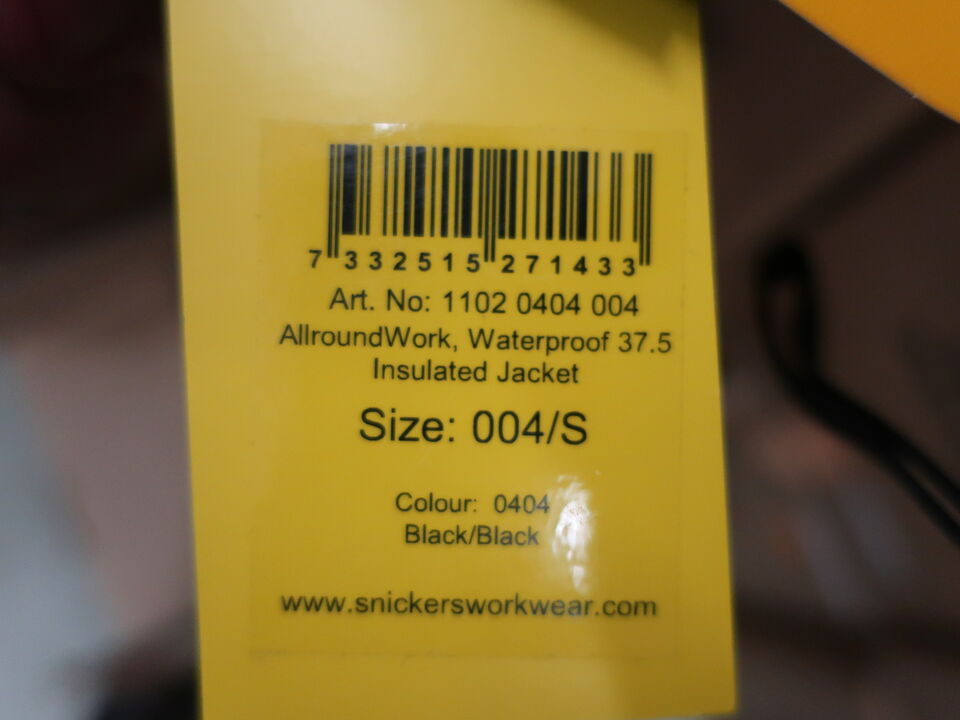 7 332515 271433
Art. No: 1102 0404 004
AllroundWork, Waterproof 37.5
Insulated Jacket
Size: 004/S
Colour: 0404
Black/Black
www.snickersworkwear.com